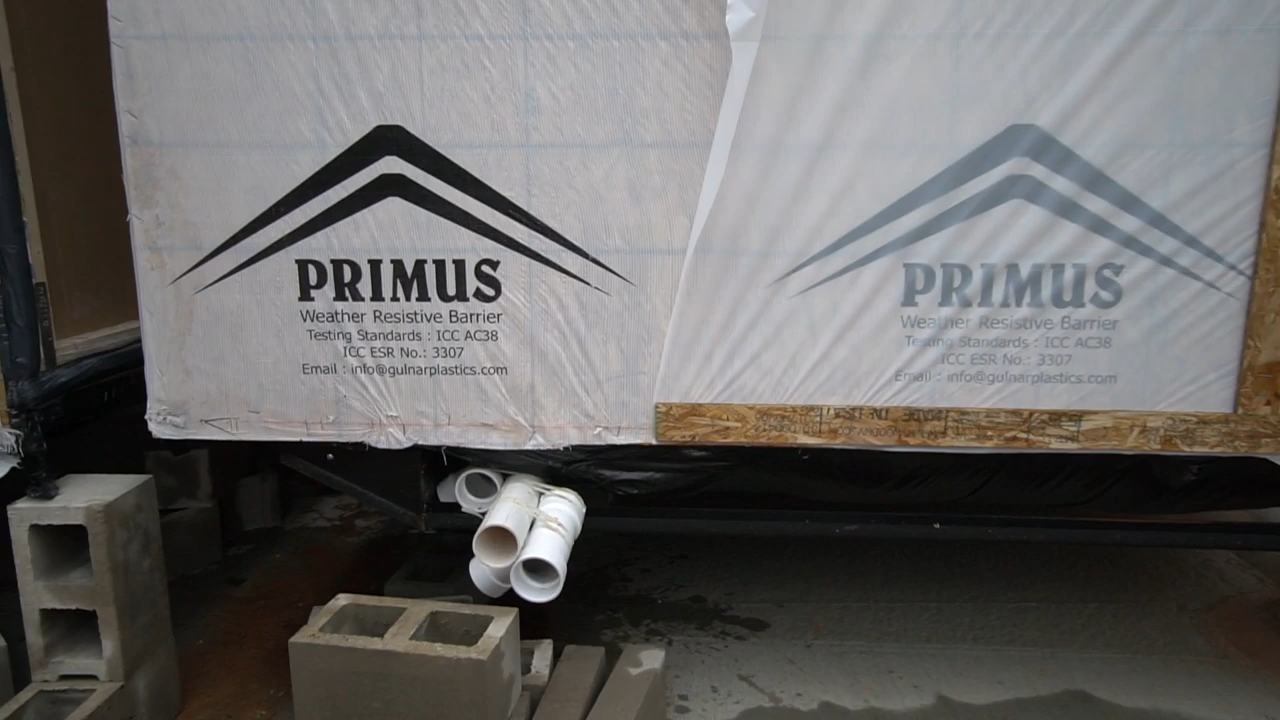 PRIMUS
Weather Resistive Barrier
Testing Standards : ICC AC38
ICC ESR No.: 3307
Email : info@gulnarplastics.com
PRIMUS
Weather Resistive Barrier
Testing Standards : ICC AC38
ICC ESR No.: 3307
Email : info@gulnarplastics.com